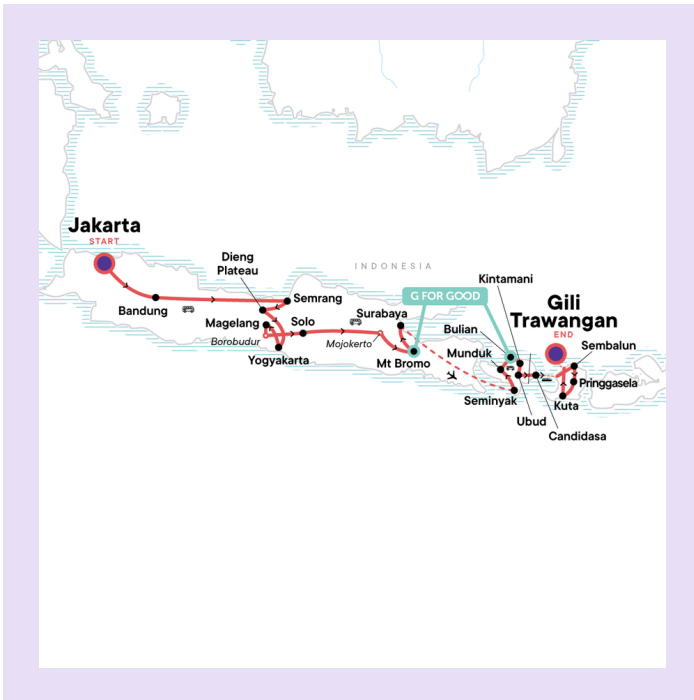 Jakarta
START
Dieng
Plateau
INDONESIA
Kintamani
G FOR GOOD
Semrang
Gili
Trawangan
END
Bandung
Surabaya
Magelang
Solo
Bulian
Borobudur
Mojokerto
Sembalun
Yogyakarta
Mt Bromo
Munduk
Pringgasela
Seminyak
Kuta
Ubud
Candidasa